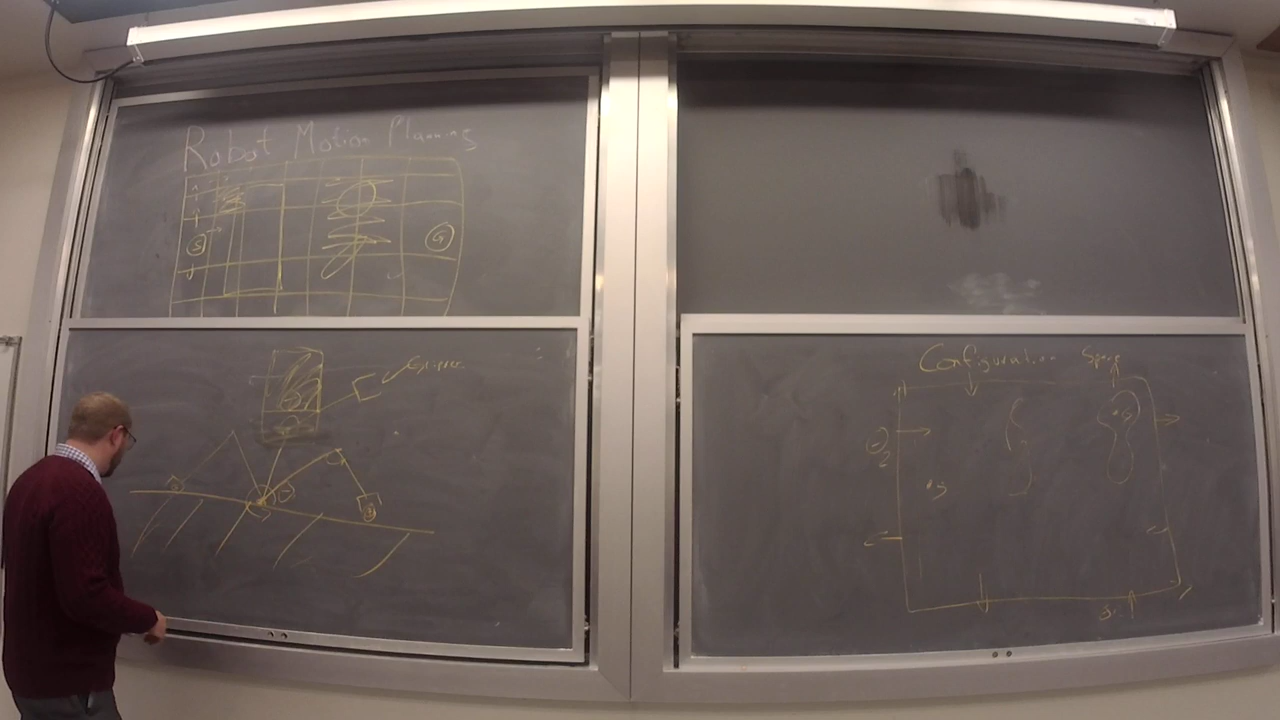 Robot Motion Planning
S
G
Gripper
Configuration Space
Θ2
G
S